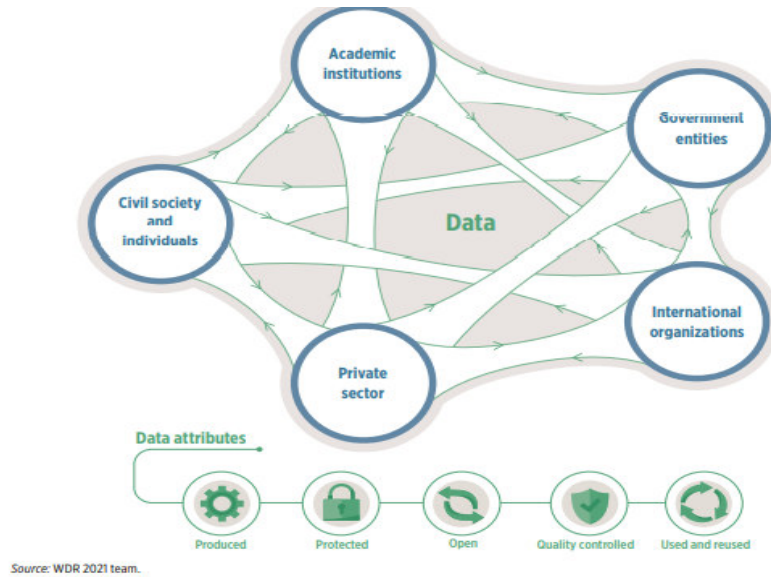 Academic
institutions
Government
entities
Civil society
and
individuals
Data
International
organizations
Private
sector
Data attributes
Produced
Protected
Open
Quality controlled
Used and reused
Source: WDR 2021 team.